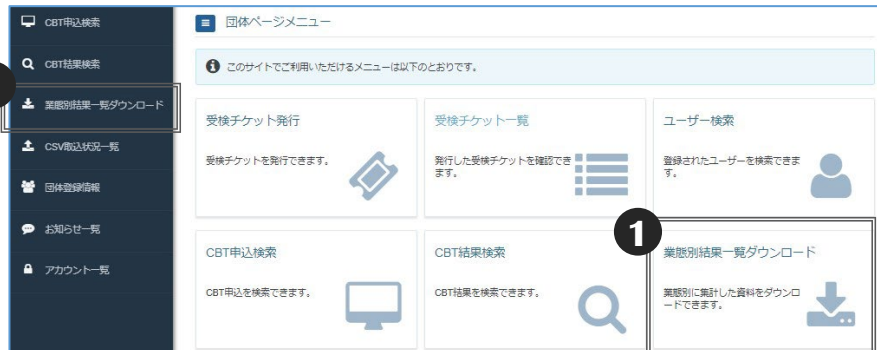 CBT申込検索
CBT結果検索
業態別結果一覧ダウンロード
CSV取込状況一覧
団体登録情報
お知らせ一覧
アカウント一覧
団体ページメニュー
このサイトでご利用いただけるメニューは以下のとおりです。
受検チケット発行
受検チケットを発行できます。
受検チケット一覧
発行した受検チケットを確認でき
ます。
ユーザー検索
登録されたユーザーを検索できま
す。
CBT申込検索
CBT申込を検索できます。
CBT結果検索
CBT結果を検索できます。
1
業態別結果一覧ダウンロード
業態別に集計した資料をダウンロ
ードできます。